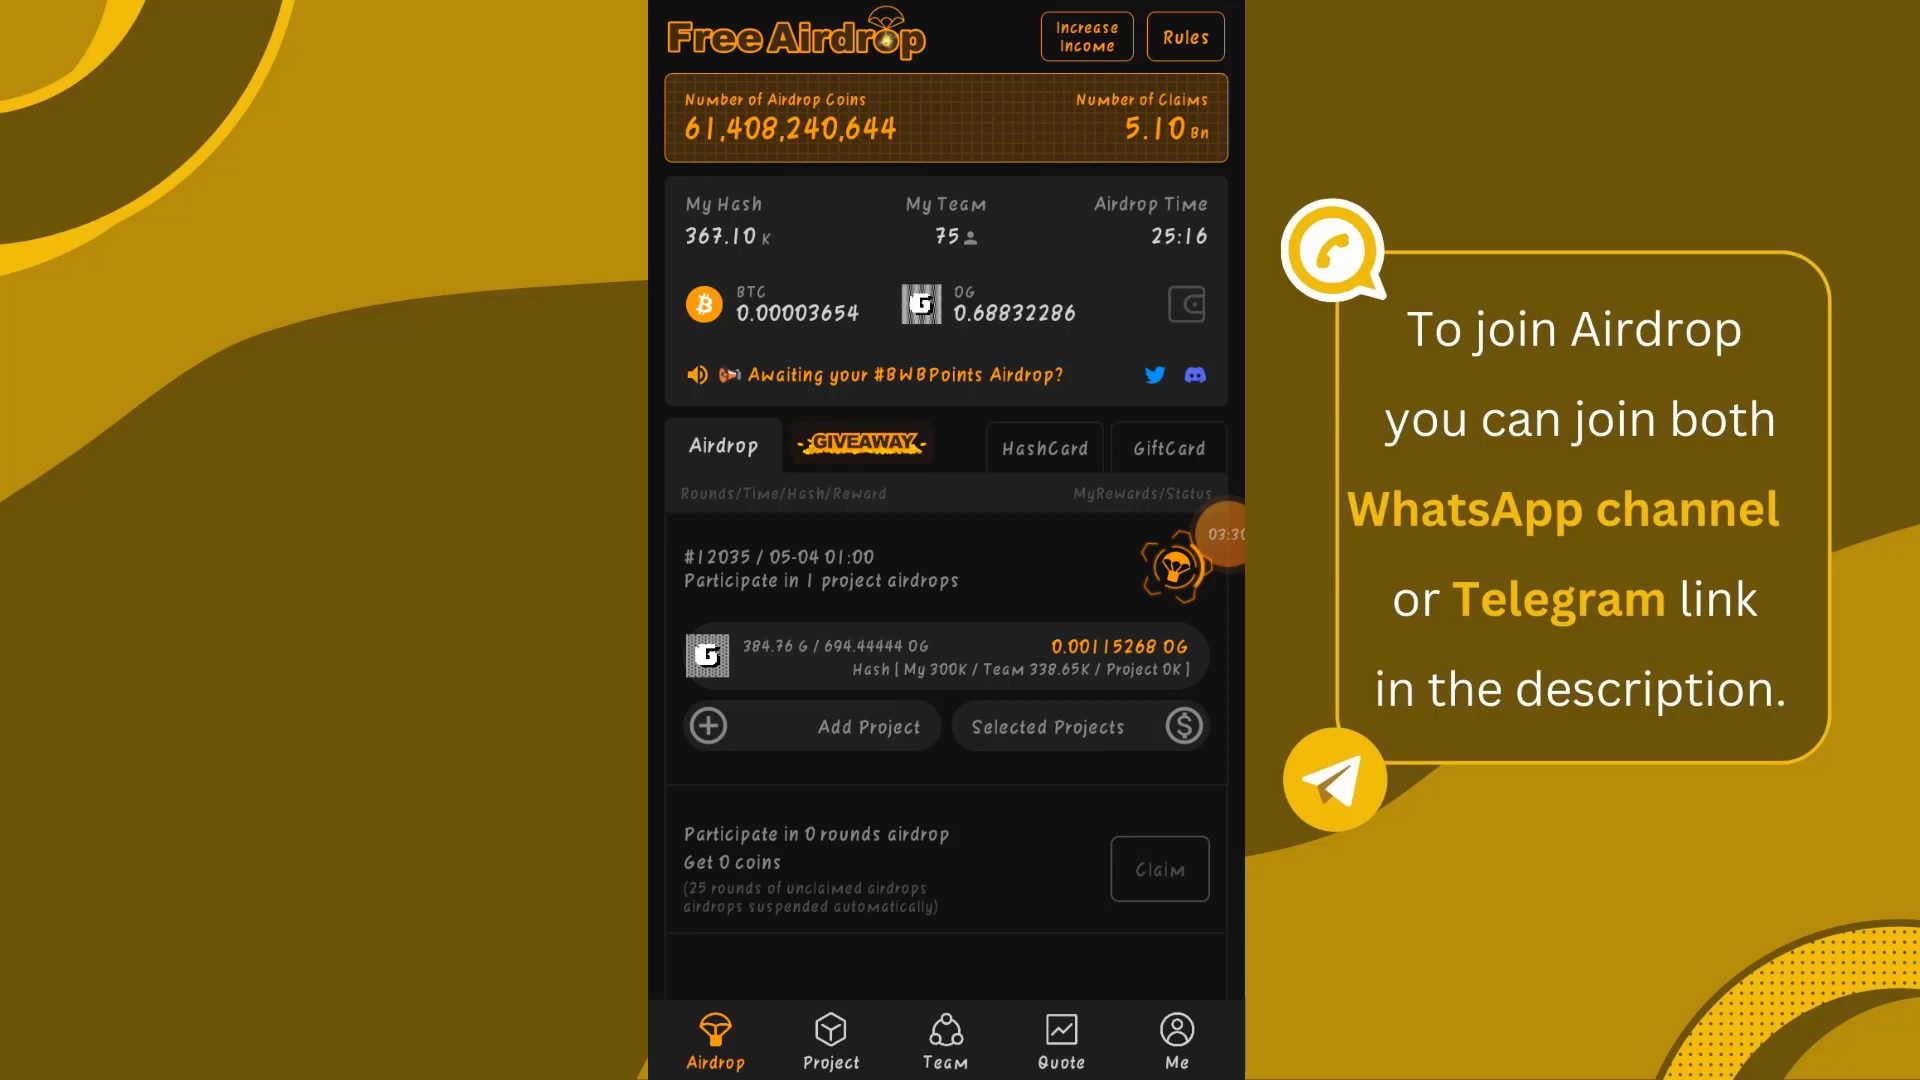 Free Airdrop
Increase
Income
Rules
Number of Airdrop Coins
Number of Claims
61,408,240,644
5.10 Bn
My Hash
My Team
Airdrop Time
367.10 K
75
25:16
BTC
0.00003654
G
OG
0.68832286
Awaiting your #BWBPoints Airdrop?
Airdrop
GIVEAWAY
HashCard
GiftCard
Rounds/Time/Hash/Reward
MyRewards/Status
03:30
#12035 / 05-04 01:00
Participate in 1 project airdrops
G
384.76 G / 694.44444 OG
0.00115268 OG
Hash [ My 300K / Team 338.65K / Project 0K ]
Add Project
Selected Projects
Participate in 0 rounds airdrop
Get 0 coins
(25 rounds of unclaimed airdrops
airdrops suspended automatically)
Claim
Airdrop
Project
Team
Quote
Me
To join Airdrop
you can join both
WhatsApp channel
or Telegram link
in the description.